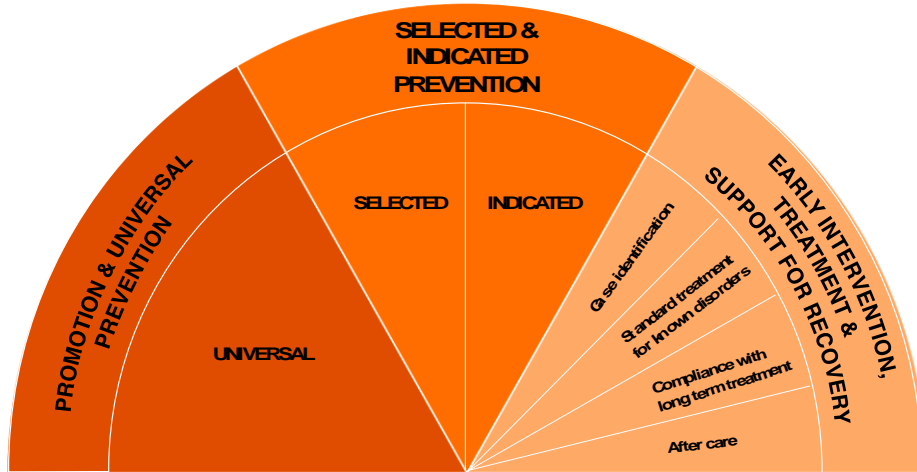 SELECTED &
INDICATED
PREVENTION
PROMOTION & UNIVERSAL
PREVENTION
EARLY INTERVENTION,
TREATMENT &
SUPPORT FOR RECOVERY
SELECTED
INDICATED
UNIVERSAL
Case identification
Standard treatment
for known disorders
Compliance with
long term treatment
After care